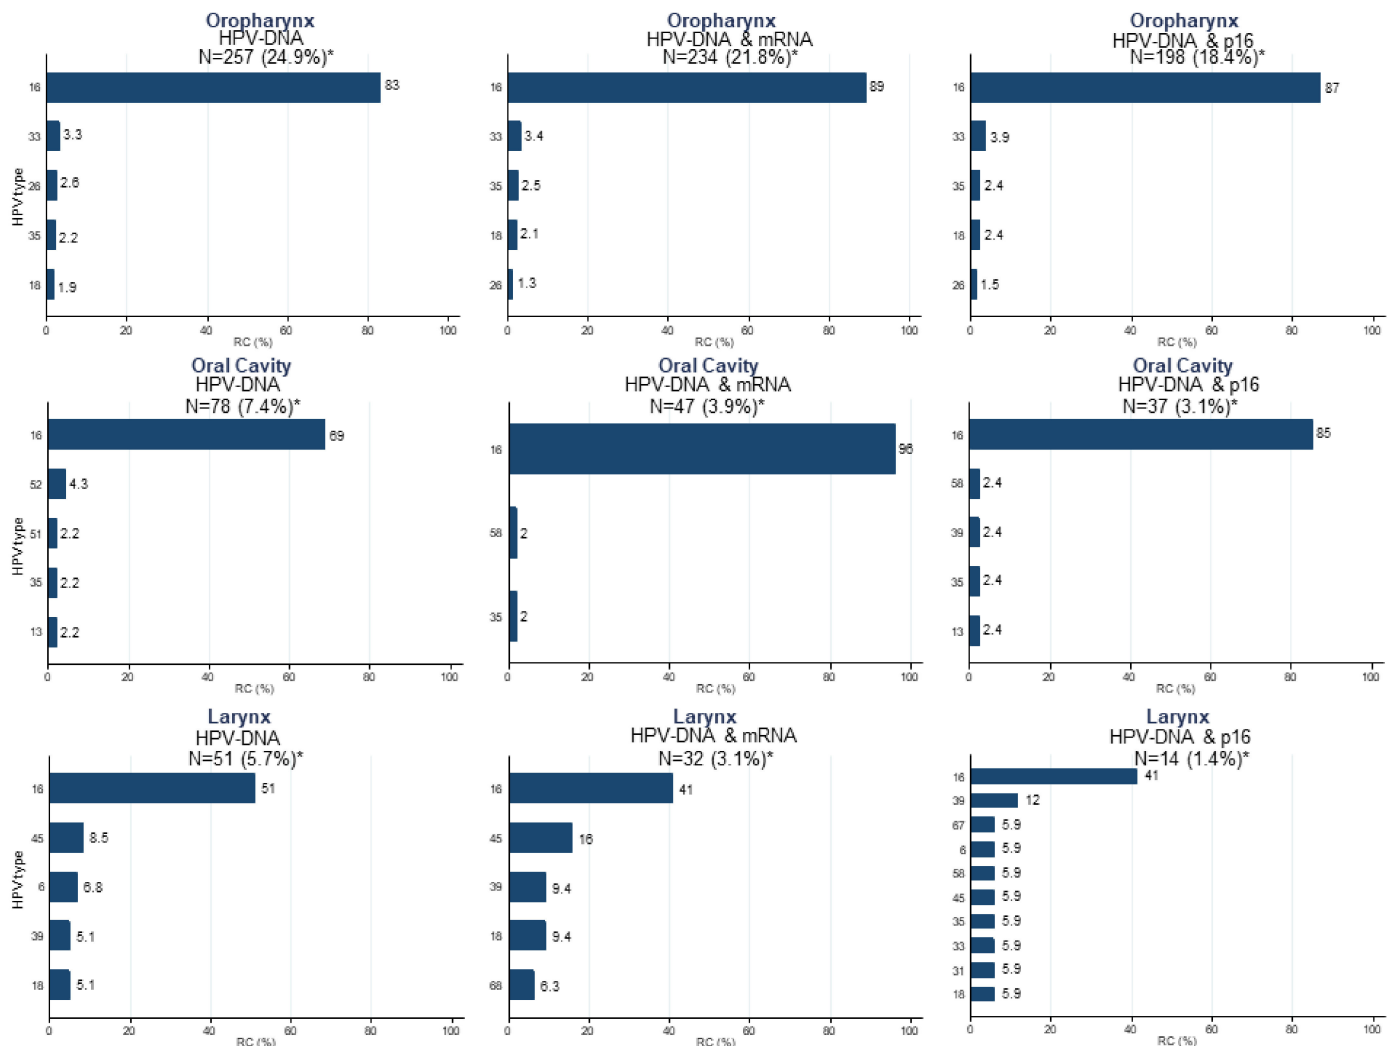 Oropharynx
HPV-DNA
N=257 (24.9%)*
16
83
33
3.3
26
2.6
35
2.2
18
1.9
HPVtype
0 20 40 60 80 100
RC (%)
Oropharynx
HPV-DNA & mRNA
N=234 (21.8%)*
16
89
33
3.4
35
2.5
18
2.1
26
1.3
0 20 40 60 80 100
RC (%)
Oropharynx
HPV-DNA & p16
N=198 (18.4%)*
16
87
33
3.9
35
2.4
18
2.4
26
1.5
0 20 40 60 80 100
RC (%)
Oral Cavity
HPV-DNA
N=78 (7.4%)*
16
69
52
4.3
51
2.2
35
2.2
13
2.2
HPVtype
0 20 40 60 80 100
RC (%)
Oral Cavity
HPV-DNA & mRNA
N=47 (3.9%)*
16
96
58
2
35
2
0 20 40 60 80 100
RC (%)
Oral Cavity
HPV-DNA & p16
N=37 (3.1%)*
16
85
58
2.4
39
2.4
35
2.4
13
2.4
0 20 40 60 80 100
RC (%)
Larynx
HPV-DNA
N=51 (5.7%)*
16
51
45
8.5
6
6.8
39
5.1
18
5.1
HPVtype
0 20 40 60 80 100
RC (%)
Larynx
HPV-DNA & mRNA
N=32 (3.1%)*
16
41
45
16
39
9.4
18
9.4
68
6.3
0 20 40 60 80 100
RC (%)
Larynx
HPV-DNA & p16
N=14 (1.4%)*
16
41
39
12
67
5.9
6
5.9
58
5.9
45
5.9
35
5.9
33
5.9
31
5.9
18
5.9
0 20 40 60 80 100
RC (%)